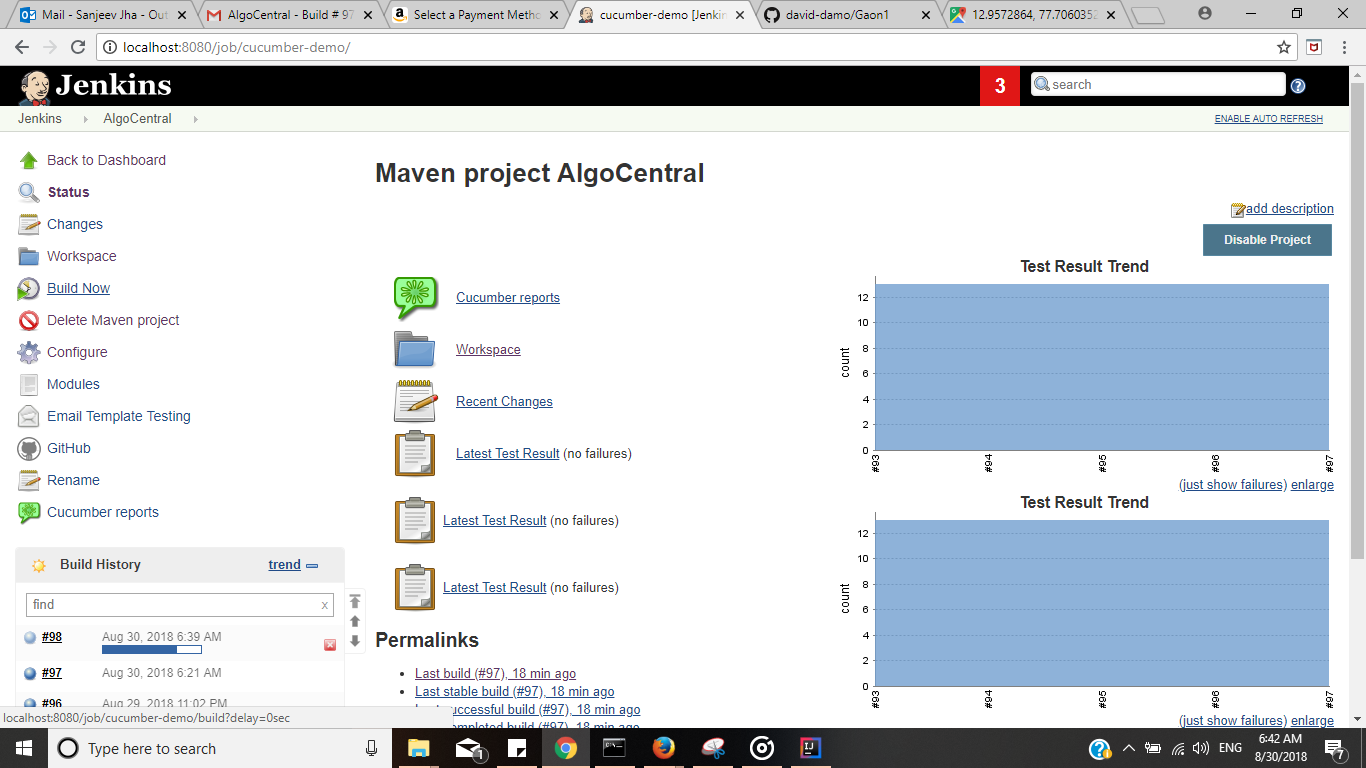 Mail - Sanjeev Jha - Out
AlgoCentral - Build # 97
Select a Payment Metho
cucumber-demo [Jenkin
david-damo/Gaon1
12.9572864, 77.7060352
localhost:8080/job/cucumber-demo/
Jenkins
3
search
Jenkins
AlgoCentral
ENABLE AUTO REFRESH
Back to Dashboard
Status
Changes
Workspace
Build Now
Delete Maven project
Configure
Modules
Email Template Testing
GitHub
Rename
Cucumber reports
Build History
trend
find
x
#98
Aug 30, 2018 6:39 AM
#97
Aug 30, 2018 6:21 AM
#96
Aug 29, 2018 11:02 PM
localhost:8080/job/cucumber-demo/build?delay=0sec
Maven project AlgoCentral
add description
Disable Project
Cucumber reports
Workspace
Recent Changes
Latest Test Result (no failures)
Latest Test Result (no failures)
Latest Test Result (no failures)
Permalinks
Last build (#97), 18 min ago
Last stable build (#97), 18 min ago
successful build (#97), 18 min ago
completed build (#97), 18 min ago
Test Result Trend
count
12
10
8
6
4
2
0
#93
#94
#95
#96
#97
(just show failures) enlarge
Test Result Trend
count
12
10
8
6
4
2
0
#93
#94
#95
#96
#97
(just show failures) enlarge
Type here to search
1
ENG
6:42 AM
8/30/2018
7